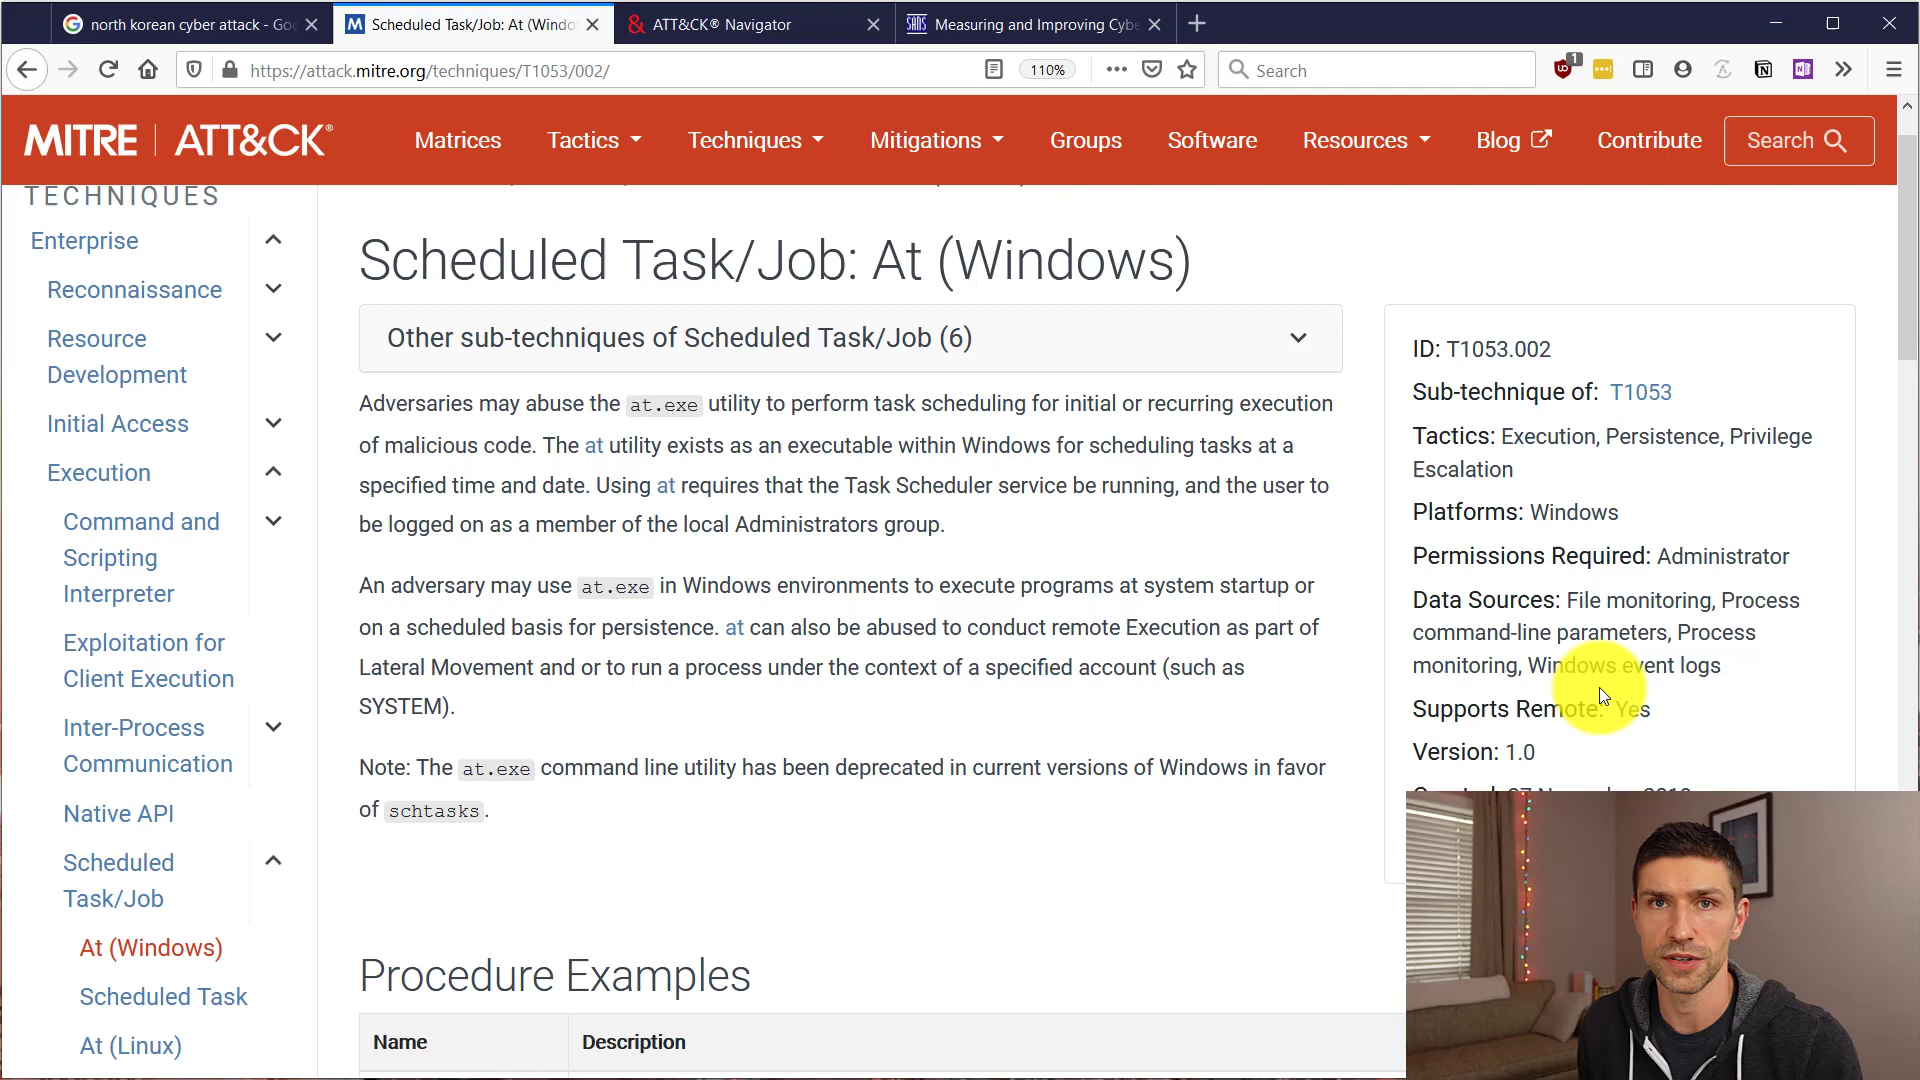 north korean cyber attack - Goo
Scheduled Task/Job: At (Windo
ATT&CK® Navigator
SANS Measuring and Improving Cybe
https://attack.mitre.org/techniques/T1053/002/
110%
Search
1
MITRE | ATT&CK®
Matrices
Tactics
Techniques
Mitigations
Groups
Software
Resources
Blog
Contribute
Search
TECHNIQUES
Enterprise
Reconnaissance
Resource
Development
Initial Access
Execution
Command and
Scripting
Interpreter
Exploitation for
Client Execution
Inter-Process
Communication
Native API
Scheduled
Task/Job
At (Windows)
Scheduled Task
At (Linux)
Scheduled Task/Job: At (Windows)
Other sub-techniques of Scheduled Task/Job (6)
Adversaries may abuse the at.exe utility to perform task scheduling for initial or recurring execution
of malicious code. The at utility exists as an executable within Windows for scheduling tasks at a
specified time and date. Using at requires that the Task Scheduler service be running, and the user to
be logged on as a member of the local Administrators group.
An adversary may use at.exe in Windows environments to execute programs at system startup or
on a scheduled basis for persistence. at can also be abused to conduct remote Execution as part of
Lateral Movement and or to run a process under the context of a specified account (such as
SYSTEM).
Note: The at.exe command line utility has been deprecated in current versions of Windows in favor
of schtasks.
Procedure Examples
Name
Description
ID: T1053.002
Sub-technique of: T1053
Tactics: Execution, Persistence, Privilege
Escalation
Platforms: Windows
Permissions Required: Administrator
Data Sources: File monitoring, Process
command-line parameters, Process
monitoring, Windows event logs
Supports Remote: Yes
Version: 1.0